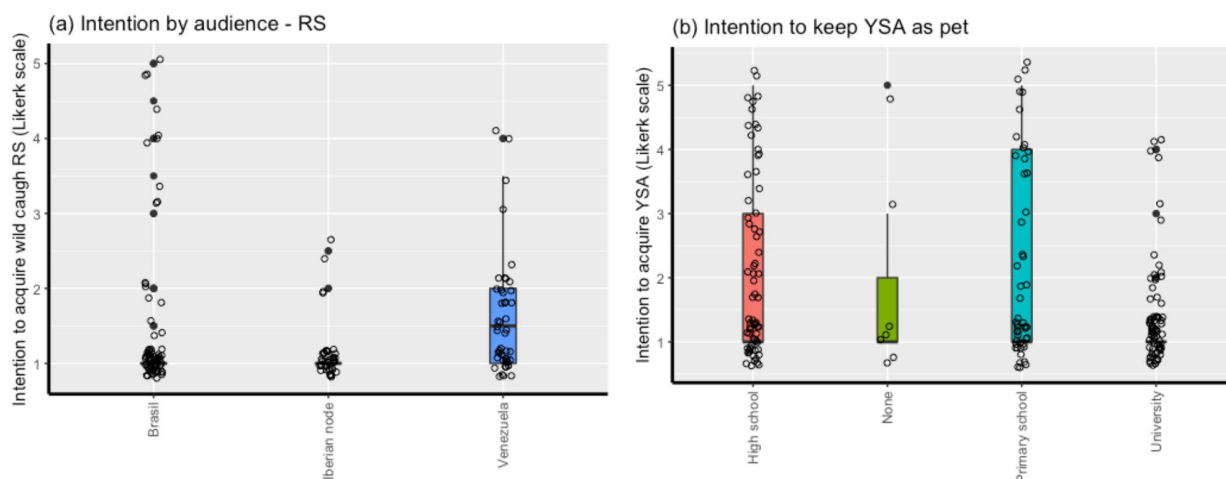 (a) Intention by audience - RS
Intention to acquire wild caugh RS (Likerk scale)
5
4
3
2
1
Brasil
Iberian node
Venezuela
(b) Intention to keep YSA as pet
Intention to acquire YSA (Likerk scale)
5
4
3
2
1
High school
None
Primary school
University